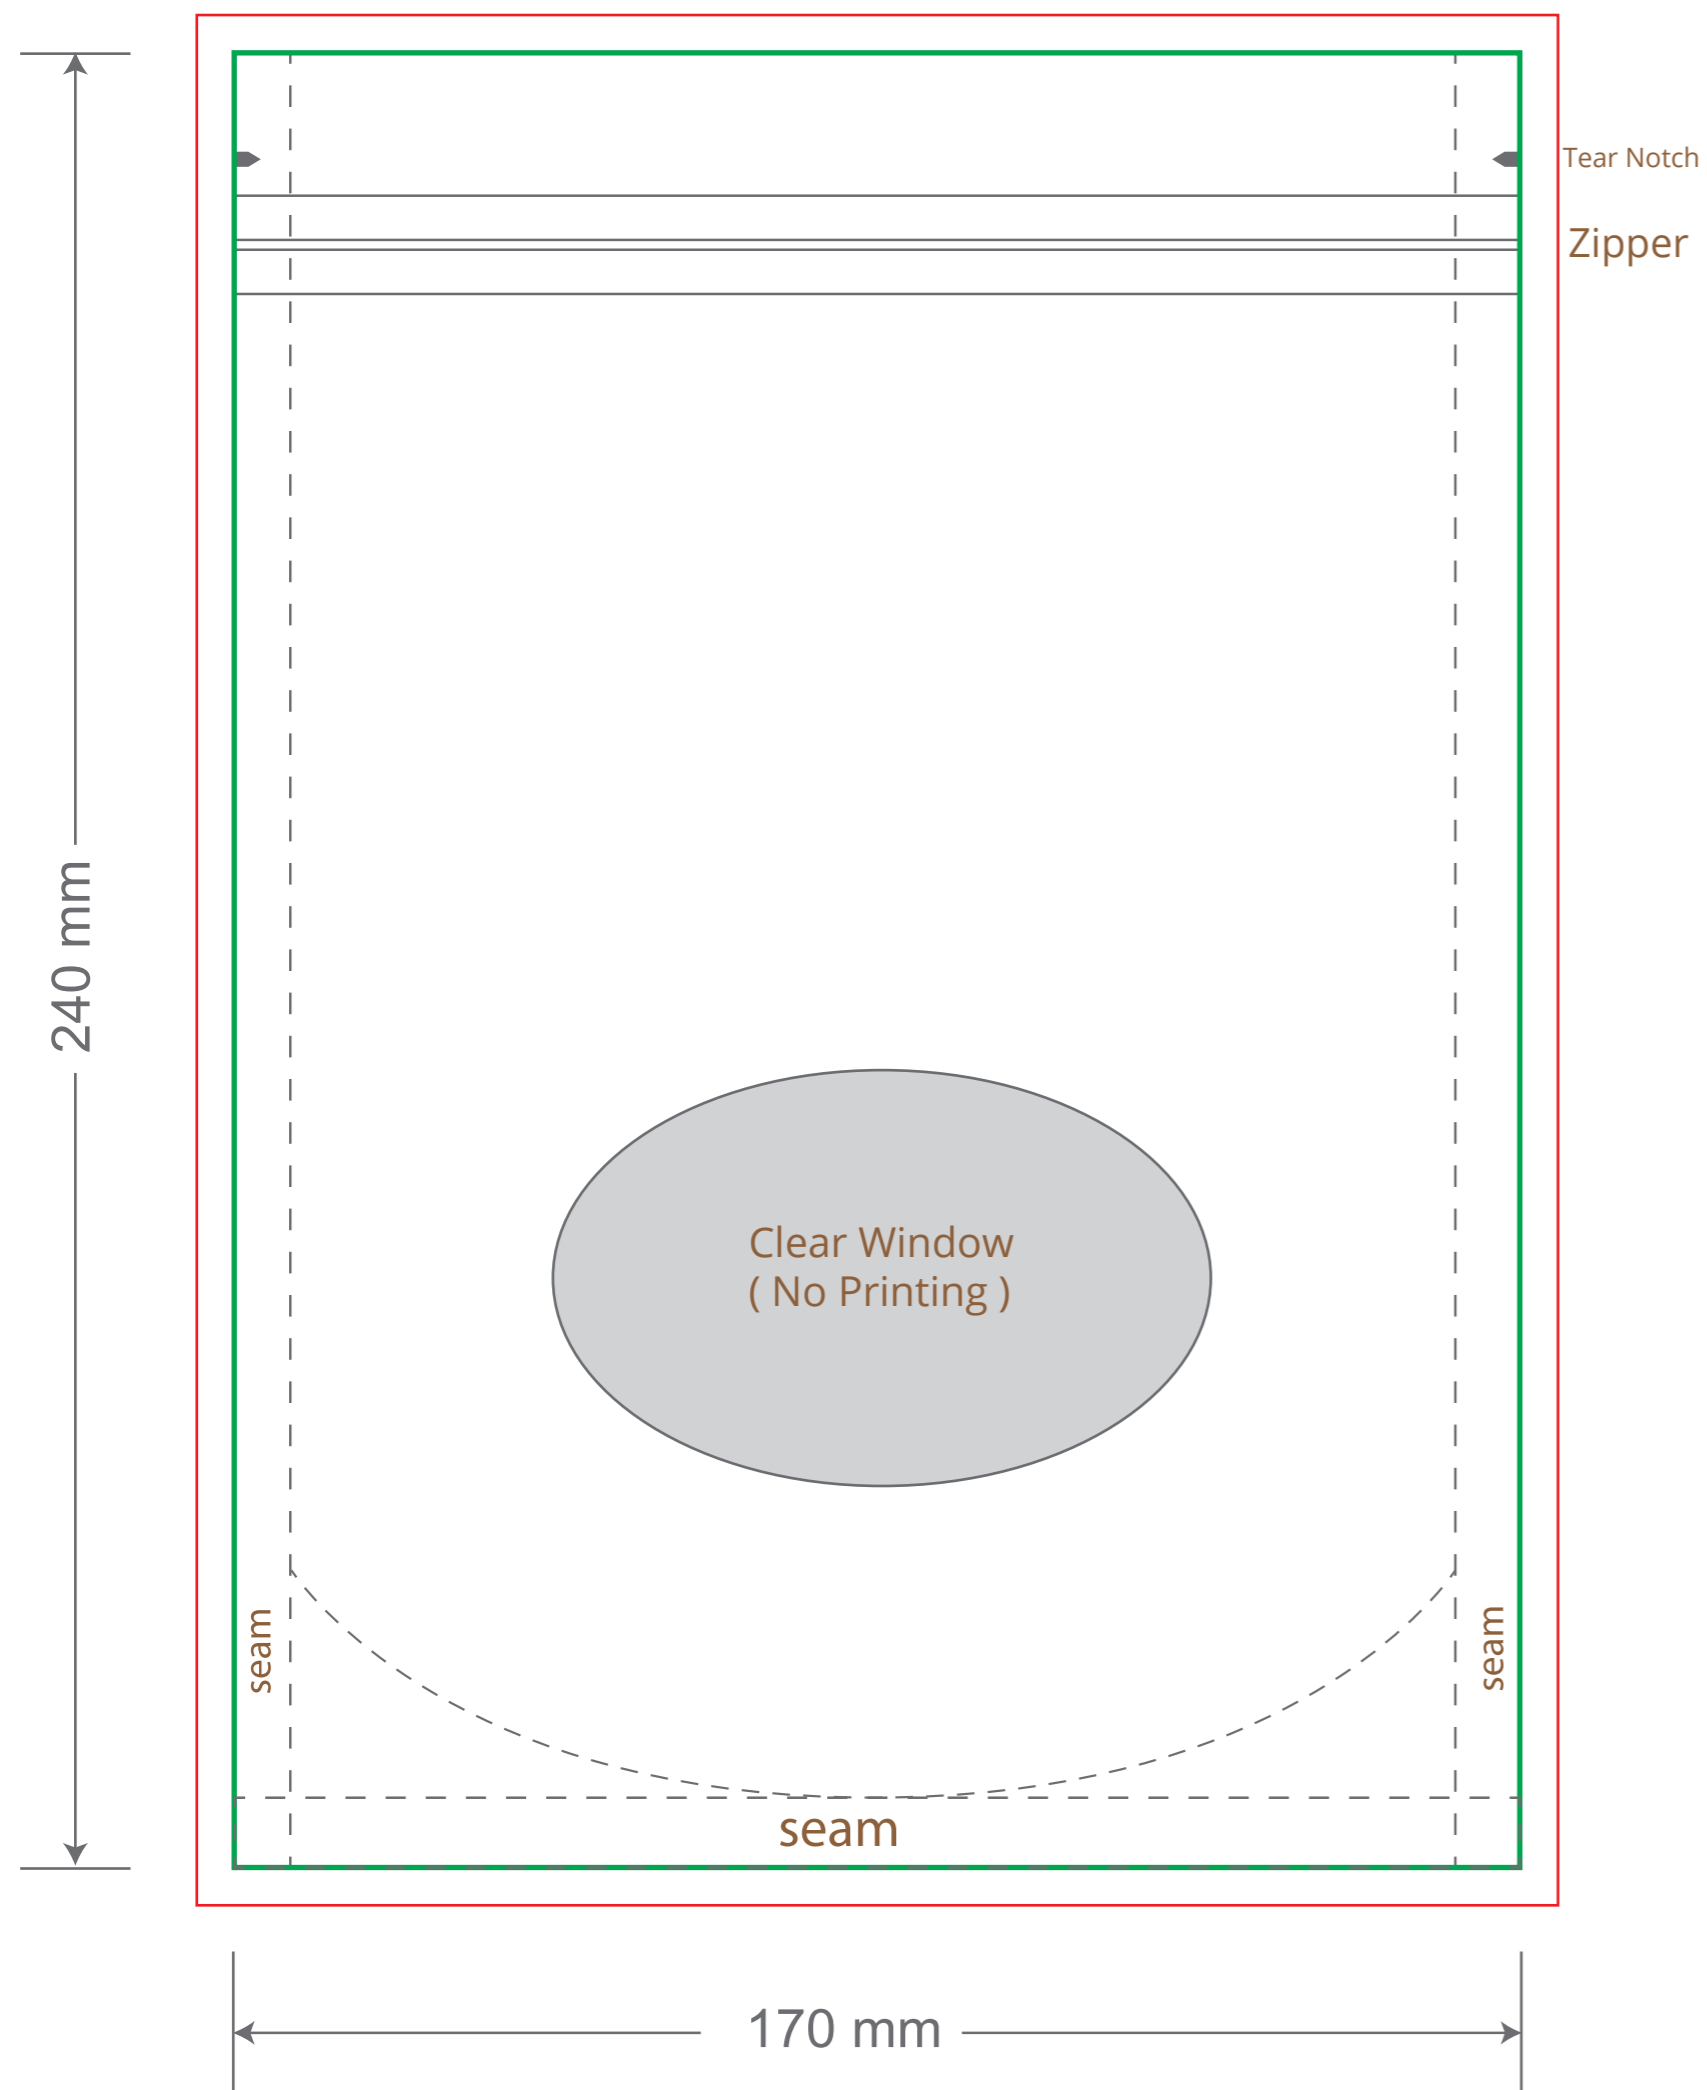 Tear Notch
Zipper
240 mm
Clear Window
( No Printing )
seam
seam
seam
170 mm